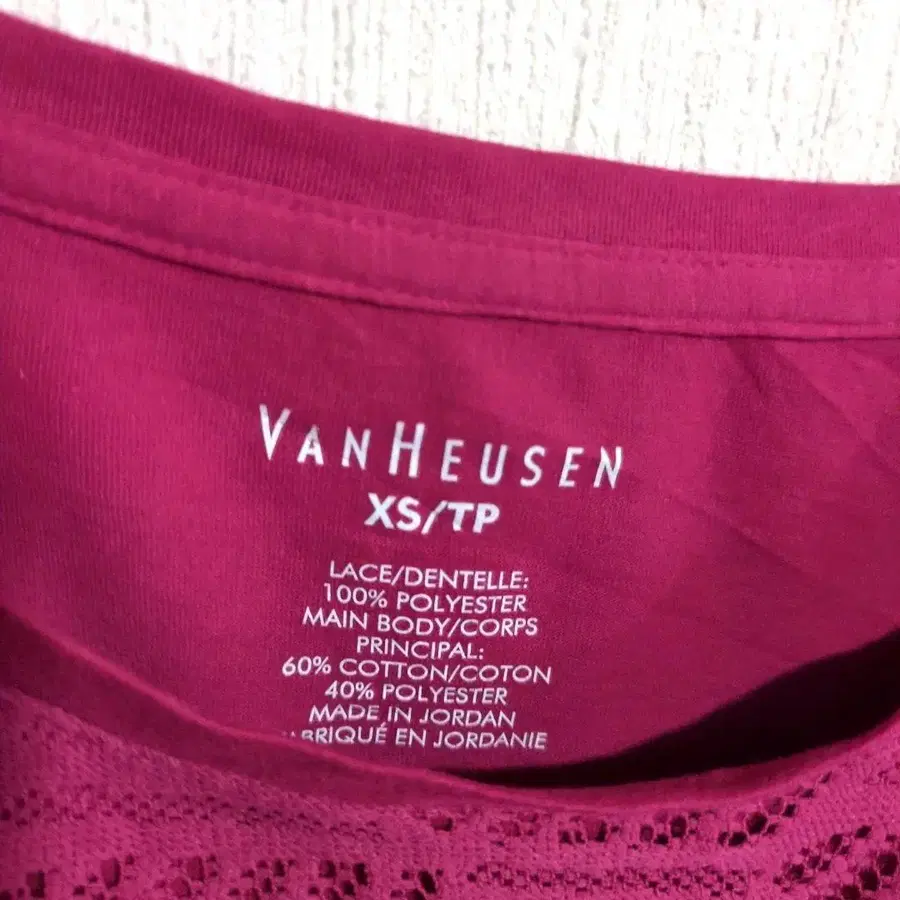 VANHEUSEN
XS/TP
LACE/DENTELLE:
100% POLYESTER
MAIN BODY/CORPS
PRINCIPAL:
60% COTTON/COTON
40% POLYESTER
MADE IN JORDAN
EN JORDANIE